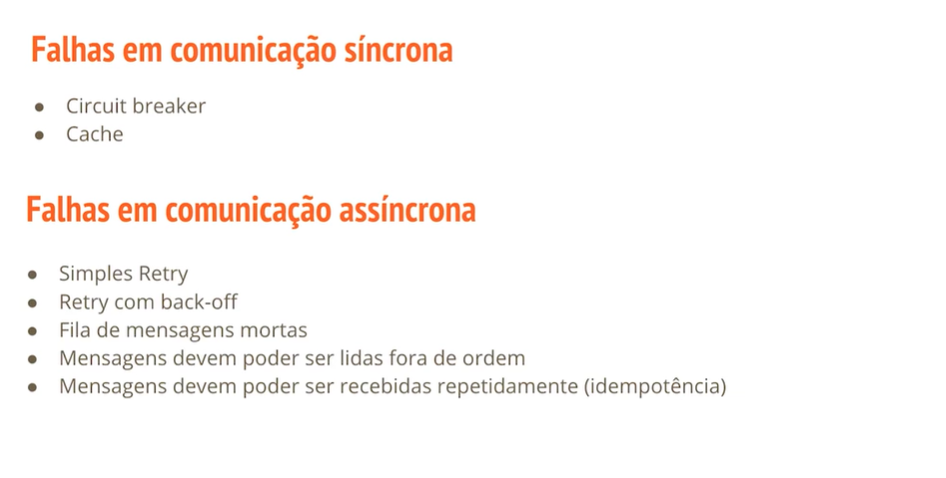 Falhas em comunicação síncrona
● Circuit breaker
● Cache
Falhas em comunicação assíncrona
● Simples Retry
● Retry com back-off
● Fila de mensagens mortas
● Mensagens devem poder ser lidas fora de ordem
● Mensagens devem poder ser recebidas repetidamente (idempotência)